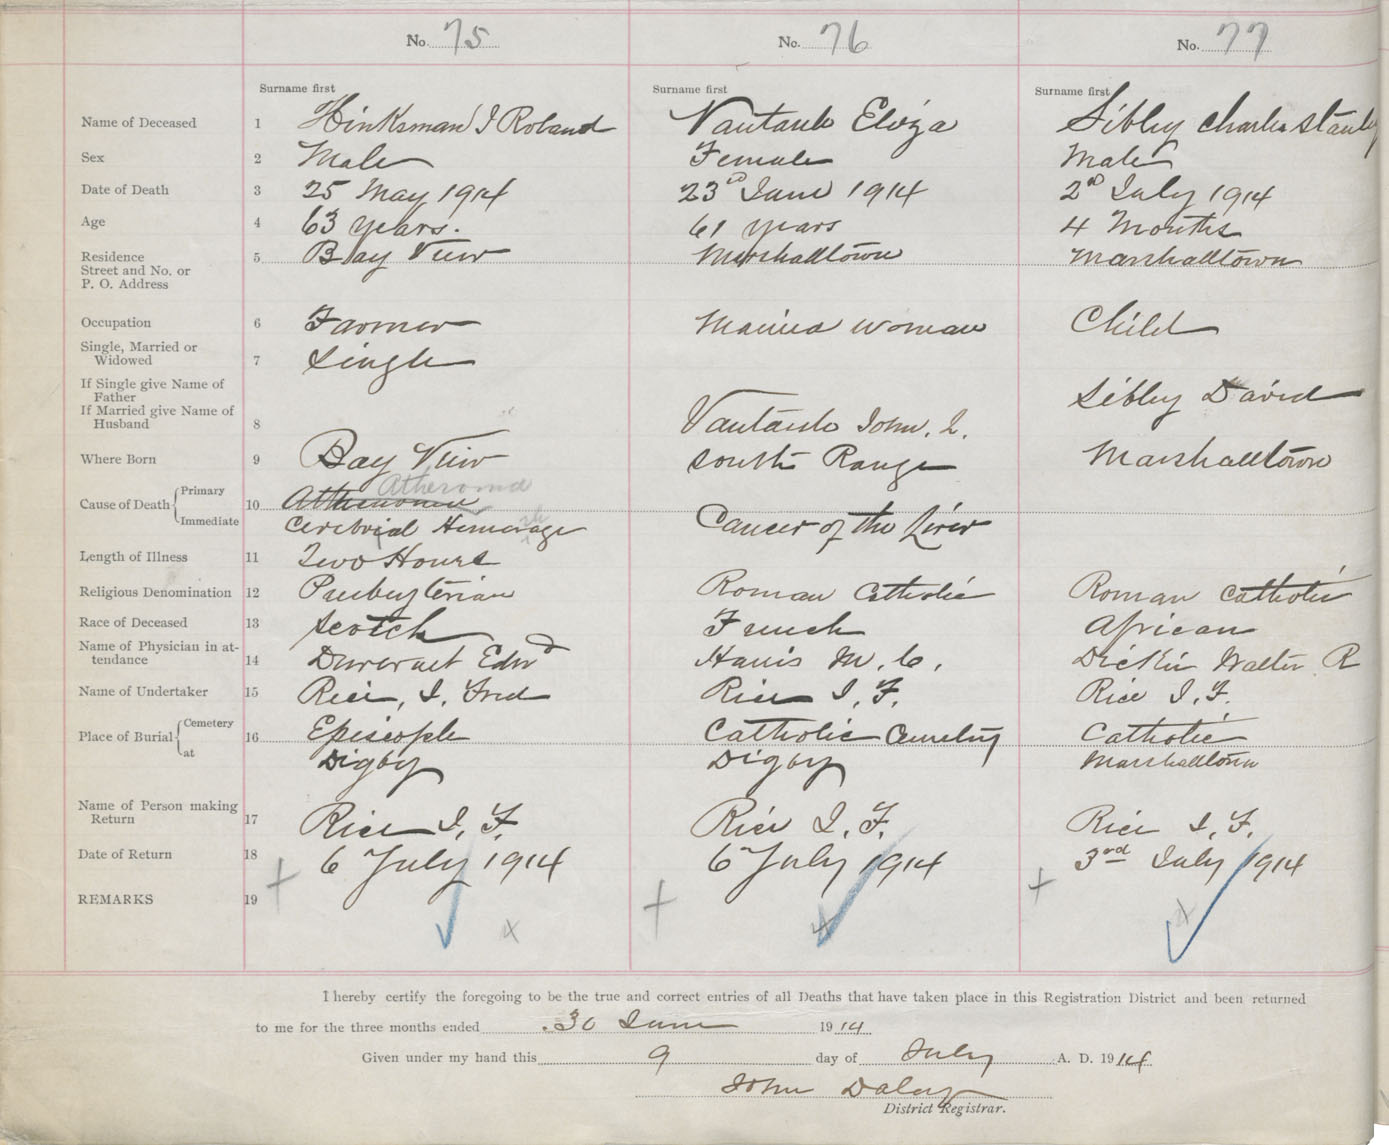 No. 75 No. 76 No. 77
Surname first Surname first Surname first
Name of Deceased 1 Hinksman J Roland Vantassle Eliza Sibley Charles Stanley
Sex 2 Male Female Male
Date of Death 3 25 May 1914 23rd June 1914 2nd July 1914
Age 4 63 years. 61 years 4 Months
Residence 5 Bay View Marshalltown Marshalltown
Street and No. or
P. O. Address
Occupation 6 Farmer Married woman Child
Single, Married or
Widowed 7 Single
If Single give Name of
Father Sibley David
If Married give Name of
Husband 8 John.
Where Born 9 Bay View South Range Marshalltown
Cause of Death Primary 10 Atheroma Atheroma
Immediate Cerebral Hemorage Cancer of the Liver
Length of Illness 11 Two Hours
Religious Denomination 12 Presbyterian Roman Catholic Roman Catholic
Race of Deceased 13 Scotch French African
Name of Physician in at-
tendance 14 Duvernet Edwd Harris M. C. Dickie Walter R
Name of Undertaker 15 Rice, J. Fred Rice J. F. Rice J. F.
Place of Burial Cemetery 16 Episcople Catholic Cemetery Catholic
at Digby Digby Marshalltown
Name of Person making
Return 17 Rice J. F. Rice J. F. Rice J. F.
Date of Return 18 6 July 1914 6 July 1914 3rd July 1914
REMARKS 19
I hereby certify the foregoing to be the true and correct entries of all Deaths that have taken place in this Registration District and been returned
to me for the three months ended 30 June 1914
Given under my hand this 9 day of July A. D. 1914
John Daley
District Registrar.